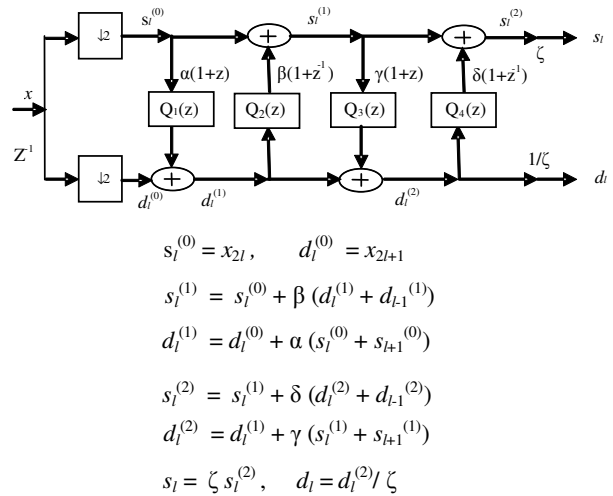 s_l^(0) s_l^(1) s_l^(2) s_l
↓2 + + ζ
α(1+z) β(1+z^-1) γ(1+z) δ(1+z^-1)
x
Q₁(z) Q₂(z) Q₃(z) Q₄(z)
Z^-1
1/ζ
↓2 + + d_l
d_l^(0) d_l^(1) d_l^(2)
s_l^(0) = x_2l , d_l^(0) = x_2l+1
s_l^(1) = s_l^(0) + β (d_l^(1) + d_l-1^(1))
d_l^(1) = d_l^(0) + α (s_l^(0) + s_l+1^(0))
s_l^(2) = s_l^(1) + δ (d_l^(2) + d_l-1^(2))
d_l^(2) = d_l^(1) + γ (s_l^(1) + s_l+1^(1))
s_l = ζ s_l^(2) , d_l = d_l^(2) / ζ